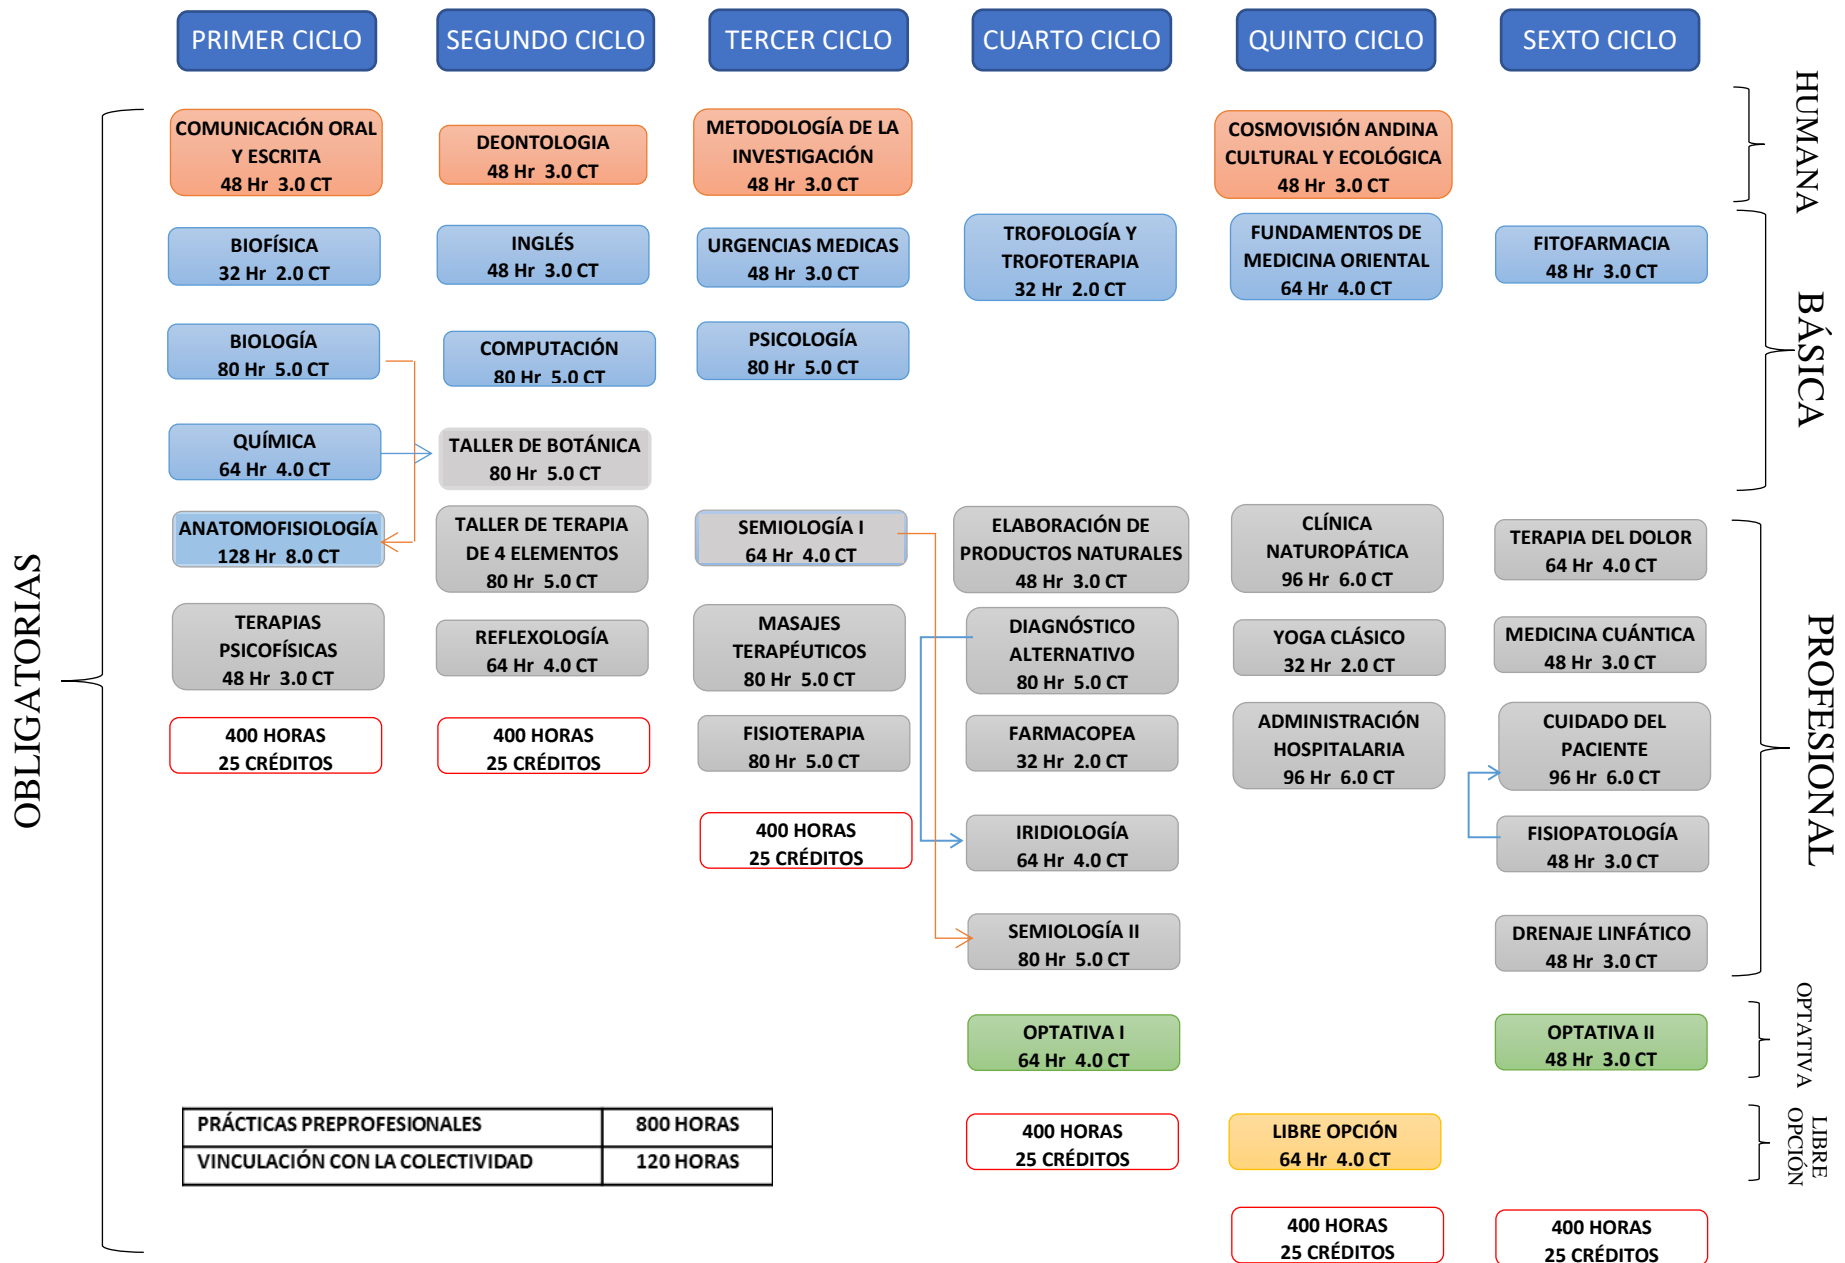 PRIMER CICLO
SEGUNDO CICLO
TERCER CICLO
CUARTO CICLO
QUINTO CICLO
SEXTO CICLO
OBLIGATORIAS
COMUNICACIÓN ORAL
Y ESCRITA
48 Hr 3.0 CT
DEONTOLOGIA
48 Hr 3.0 CT
METODOLOGÍA DE LA
INVESTIGACIÓN
48 Hr 3.0 CT
COSMOVISIÓN ANDINA
CULTURAL Y ECOLÓGICA
48 Hr 3.0 CT
HUMANA
BIOFÍSICA
32 Hr 2.0 CT
INGLÉS
48 Hr 3.0 CT
URGENCIAS MEDICAS
48 Hr 3.0 CT
TROFOLOGÍA Y
TROFOTERAPIA
32 Hr 2.0 CT
FUNDAMENTOS DE
MEDICINA ORIENTAL
64 Hr 4.0 CT
FITOFARMACIA
48 Hr 3.0 CT
BÁSICA
BIOLOGÍA
80 Hr 5.0 CT
COMPUTACIÓN
80 Hr 5.0 CT
PSICOLOGÍA
80 Hr 5.0 CT
QUÍMICA
64 Hr 4.0 CT
TALLER DE BOTÁNICA
80 Hr 5.0 CT
ANATOMOFISIOLOGÍA
128 Hr 8.0 CT
TALLER DE TERAPIA
DE 4 ELEMENTOS
80 Hr 5.0 CT
SEMIOLOGÍA I
64 Hr 4.0 CT
ELABORACIÓN DE
PRODUCTOS NATURALES
48 Hr 3.0 CT
CLÍNICA
NATUROPÁTICA
96 Hr 6.0 CT
TERAPIA DEL DOLOR
64 Hr 4.0 CT
PROFESIONAL
TERAPIAS
PSICOFÍSICAS
48 Hr 3.0 CT
REFLEXOLOGÍA
64 Hr 4.0 CT
MASAJES
TERAPÉUTICOS
80 Hr 5.0 CT
DIAGNÓSTICO
ALTERNATIVO
80 Hr 5.0 CT
YOGA CLÁSICO
32 Hr 2.0 CT
MEDICINA CUÁNTICA
48 Hr 3.0 CT
400 HORAS
25 CRÉDITOS
400 HORAS
25 CRÉDITOS
FISIOTERAPIA
80 Hr 5.0 CT
FARMACOPEA
32 Hr 2.0 CT
ADMINISTRACIÓN
HOSPITALARIA
96 Hr 6.0 CT
CUIDADO DEL
PACIENTE
96 Hr 6.0 CT
400 HORAS
25 CRÉDITOS
IRIDIOLOGÍA
64 Hr 4.0 CT
FISIOPATOLOGÍA
48 Hr 3.0 CT
SEMIOLOGÍA II
80 Hr 5.0 CT
DRENAJE LINFÁTICO
48 Hr 3.0 CT
OPTATIVA I
64 Hr 4.0 CT
OPTATIVA II
48 Hr 3.0 CT
OPTATIVA
PRÁCTICAS PREPROFESIONALES 800 HORAS
VINCULACIÓN CON LA COLECTIVIDAD 120 HORAS
400 HORAS
25 CRÉDITOS
LIBRE OPCIÓN
64 Hr 4.0 CT
LIBRE
OPCIÓN
400 HORAS
25 CRÉDITOS
400 HORAS
25 CRÉDITOS